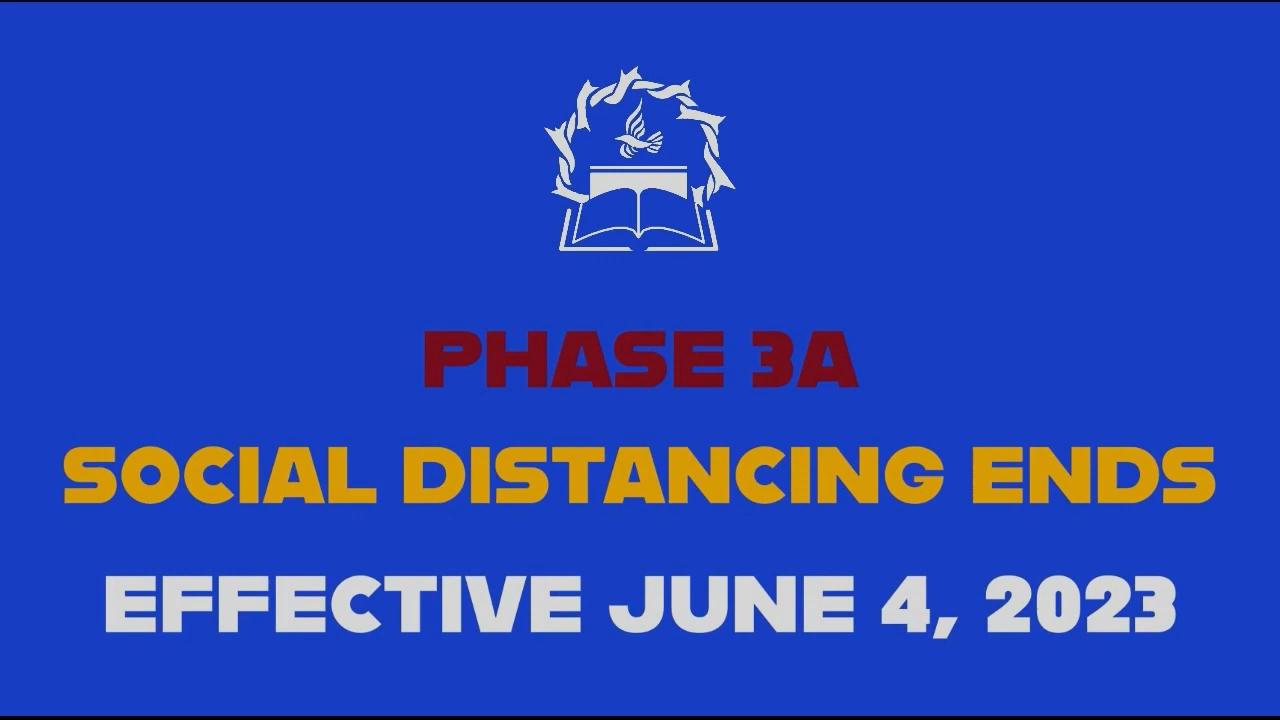 PHASE 3A
SOCIAL DISTANCING ENDS
EFFECTIVE JUNE 4, 2023